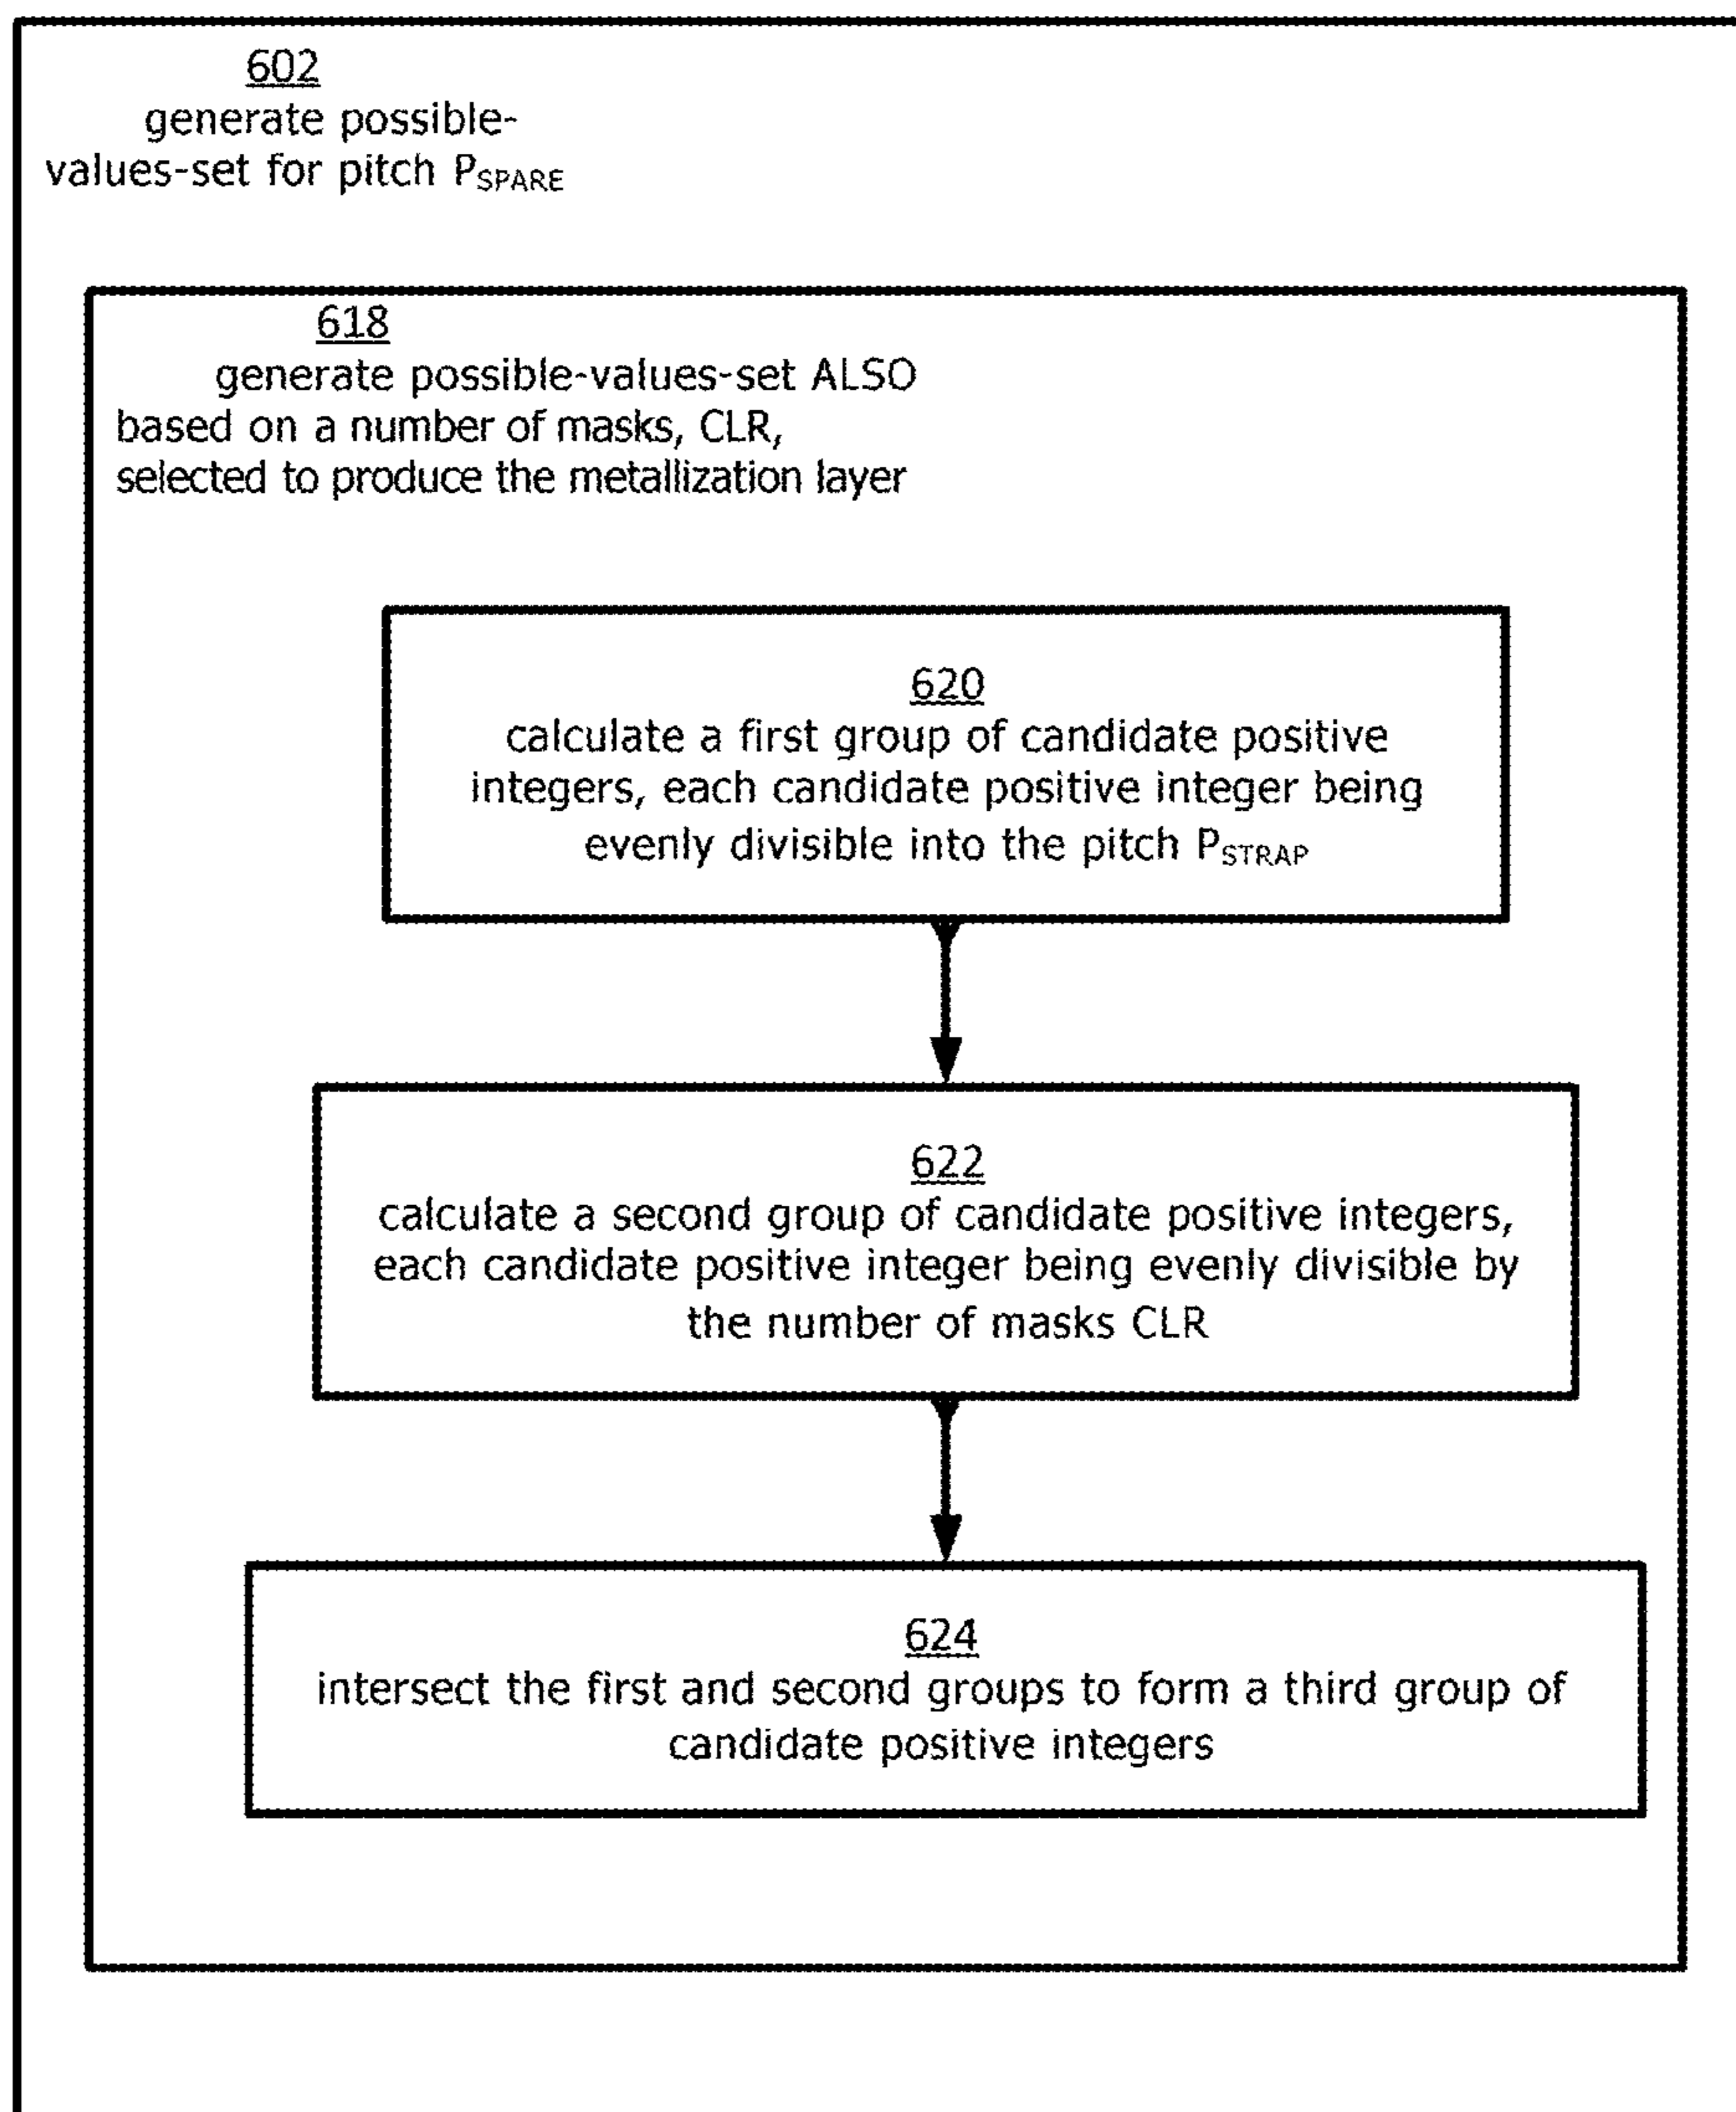 602
generate possible-
values-set for pitch PSPARE
618
generate possible-values-set ALSO
based on a number of masks, CLR,
selected to produce the metallization layer
620
calculate a first group of candidate positive
integers, each candidate positive integer being
evenly divisible into the pitch PSTRAP
622
calculate a second group of candidate positive integers,
each candidate positive integer being evenly divisible by
the number of masks CLR
624
intersect the first and second groups to form a third group of
candidate positive integers